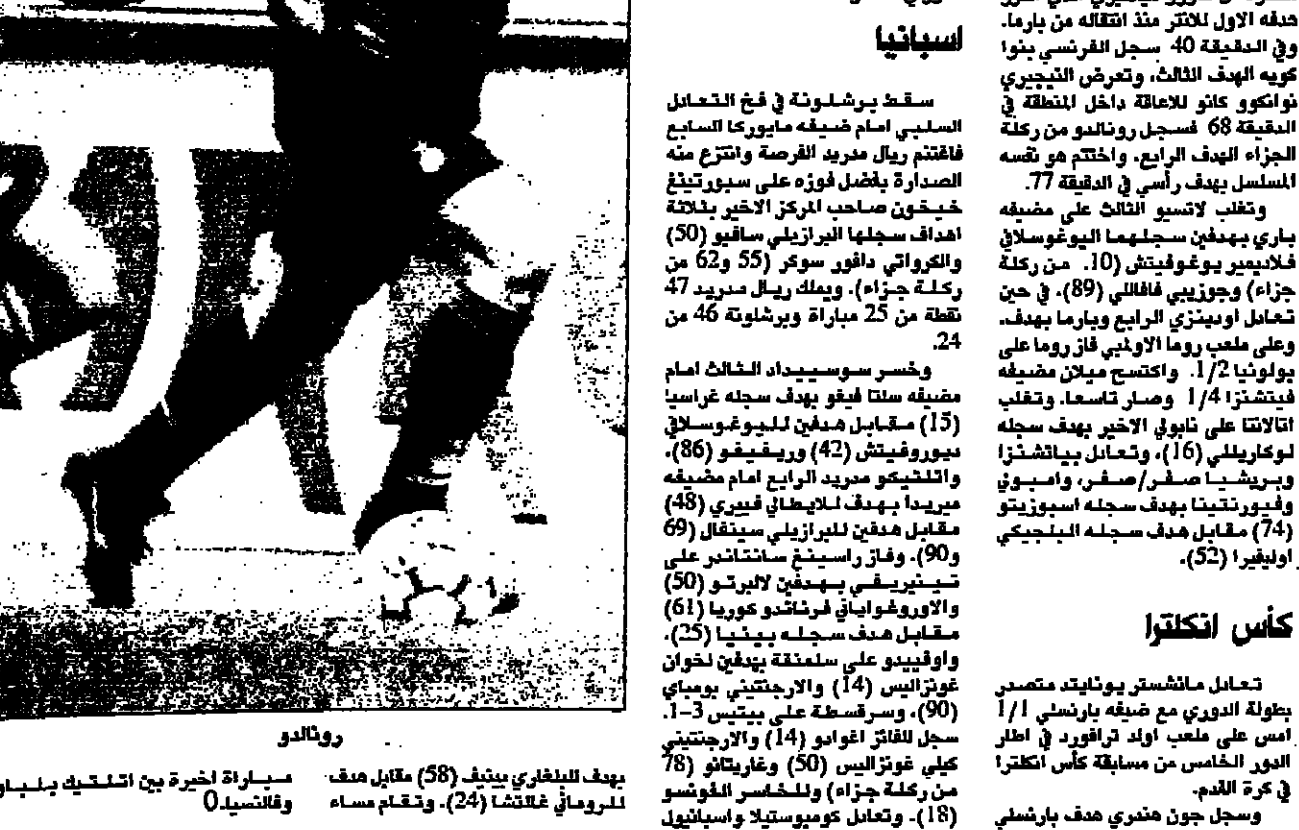 هدفه الاول للانتر منذ انتقاله من بارما.
وفي الدقيقة 40 سجل الفرنسي بنوا
كويه الهدف الثالث، وتعرض النيجيري
نوانكوو كانو للاعاقة داخل المنطقة في
الدقيقة 68 فسجل رونالدو من ركلة
الجزاء الهدف الرابع، واختتم هو نفسه
المسلسل بهدف رأسي في الدقيقة 77.
وتغلب لاتسيو الثالث على مضيفه
باري بهدفين سجلهما اليوغوسلافي
فلاديمير يوغوفيتش (10. من ركلة
جزاء) وجوزيبي فافاللي (89)، في حين
تعادل اودينزي الرابع وبارما بهدف.
وعلى ملعب روما الاولمبي فاز روما على
بولونيا 1/2. واكتسح ميلان مضيفه
فيتشنزا 1/4 وصار تاسعا. وتغلب
اتالانتا على نابولي الاخير بهدف سجله
لوكاريللي (16)، وتعادل بياتشنزا
وبريشيا صفر/صفر، وامبولي
وفيورنتينا بهدف سجله اسبوزيتو
(74) مقابل هدف سجله البلجيكي
اوليفيرا (52).
كأس انكلترا
تعادل مانشستر يونايتد متصدر
بطولة الدوري مع ضيفه بارنسلي 1/1
امس على ملعب اولد ترافورد في اطار
الدور الخامس من مسابقة كأس انكلترا
في كرة القدم.
وسجل جون هندري هدف بارنسلي
اسبانيا
سقط برشلونة في فخ التعادل
السلبي امام ضيفه مايوركا السابع
فاغتنم ريال مدريد الفرصة وانتزع منه
الصدارة بفضل فوزه على سبورتينغ
خيخون صاحب المركز الاخير بثلاثة
اهداف سجلها البرازيلي سافيو (50)
والكرواتي دافور سوكر (55 و62 من
ركلة جزاء). ويملك ريال مدريد 47
نقطة من 25 مباراة وبرشلونة 46 من
24.
وخسر سوسييداد الثالث امام
مضيفه سلتا فيغو بهدف سجله غراسيا
(15) مقابل هدفين لليوغوسلافي
ديوروفيتش (42) وريفيفو (86)،
واتلتيكو مدريد الرابع امام مضيفه
ميريدا بهدف للايطالي فييري (48)
مقابل هدفين للبرازيلي سينفال (69
و90). وفاز راسينغ سانتاندر على
تينيريفي بهدفين لالبرتو (50)
والاوروغواياني فرناندو كوريا (61)
مقابل هدف سجله بينيا (25)،
واوفييدو على سلمنقة بهدفين لخوان
غونزاليس (14) والارجنتيني بومباي
(90)، وسرقسطة على بيتيس 3-1.
سجل للفائز اغوادو (14) والارجنتيني
كيلي غونزاليس (50) وغاريتانو (78
من ركلة جزاء) وللخاسر الفونسو
(18). وتعادل كومبوستيلا واسبانيول
رونالدو
بهدف للبلغاري بينيف (58) مقابل هدف
للروماني غالتشا (24). وتقام مساء
مباراة اخيرة بين اتلتيك بلباو
وفالنسيا.0